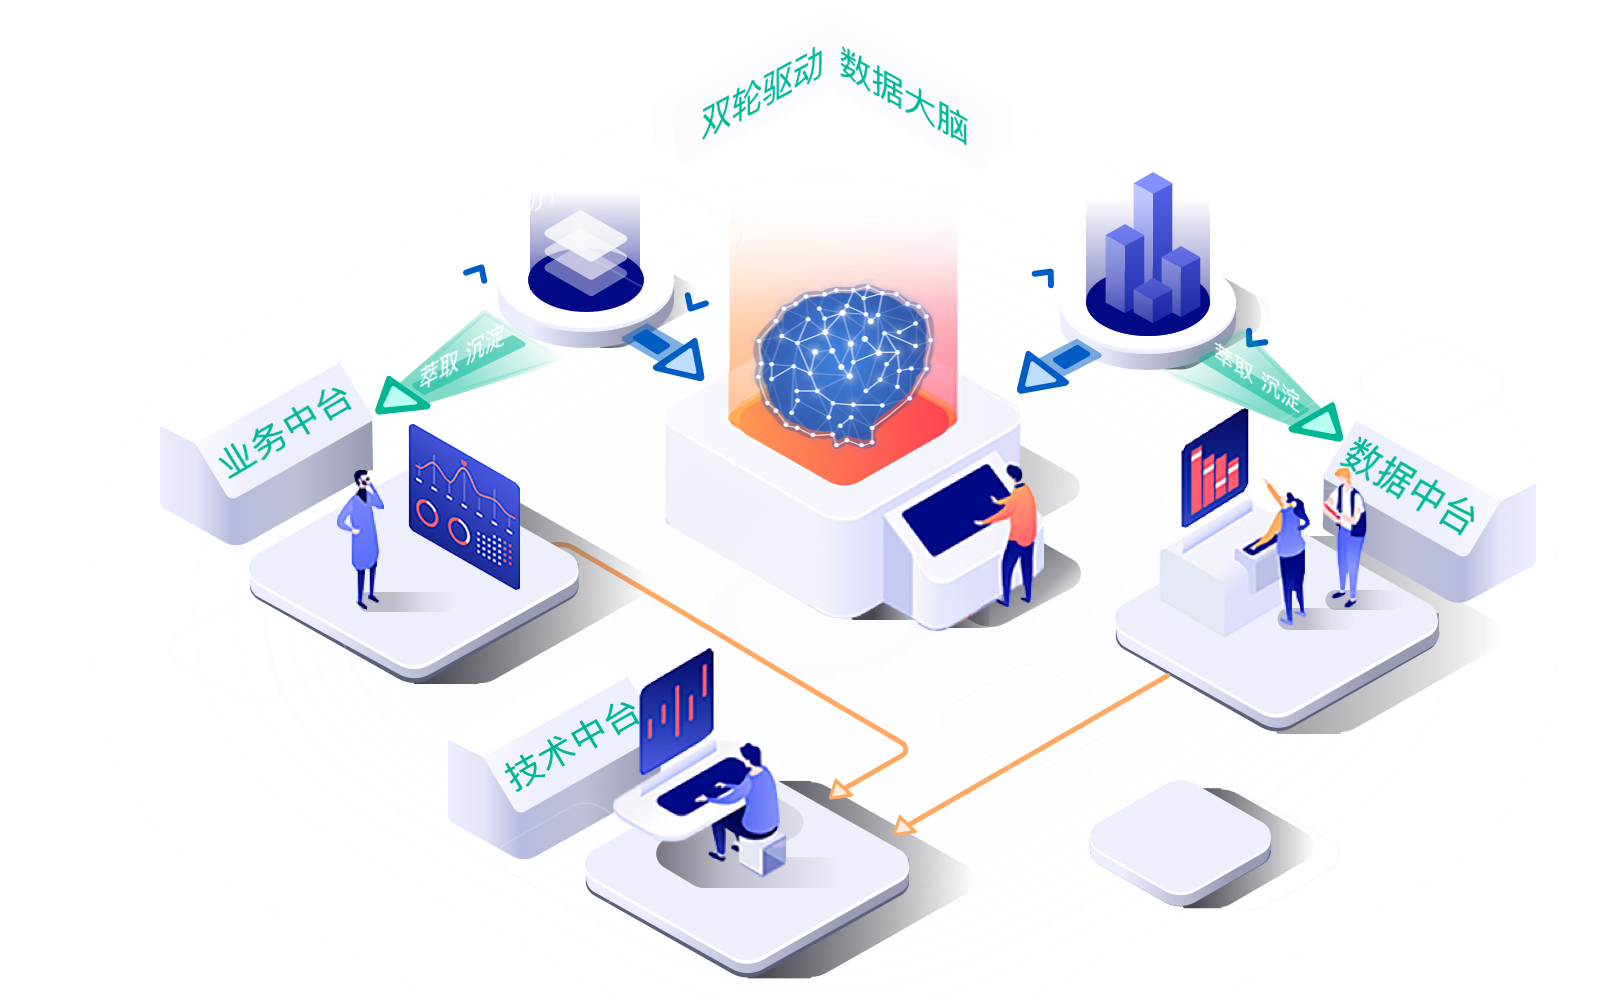 双轮驱动 数据大脑
萃取 沉淀
萃取 沉淀
业务中台
数据中台
技术中台